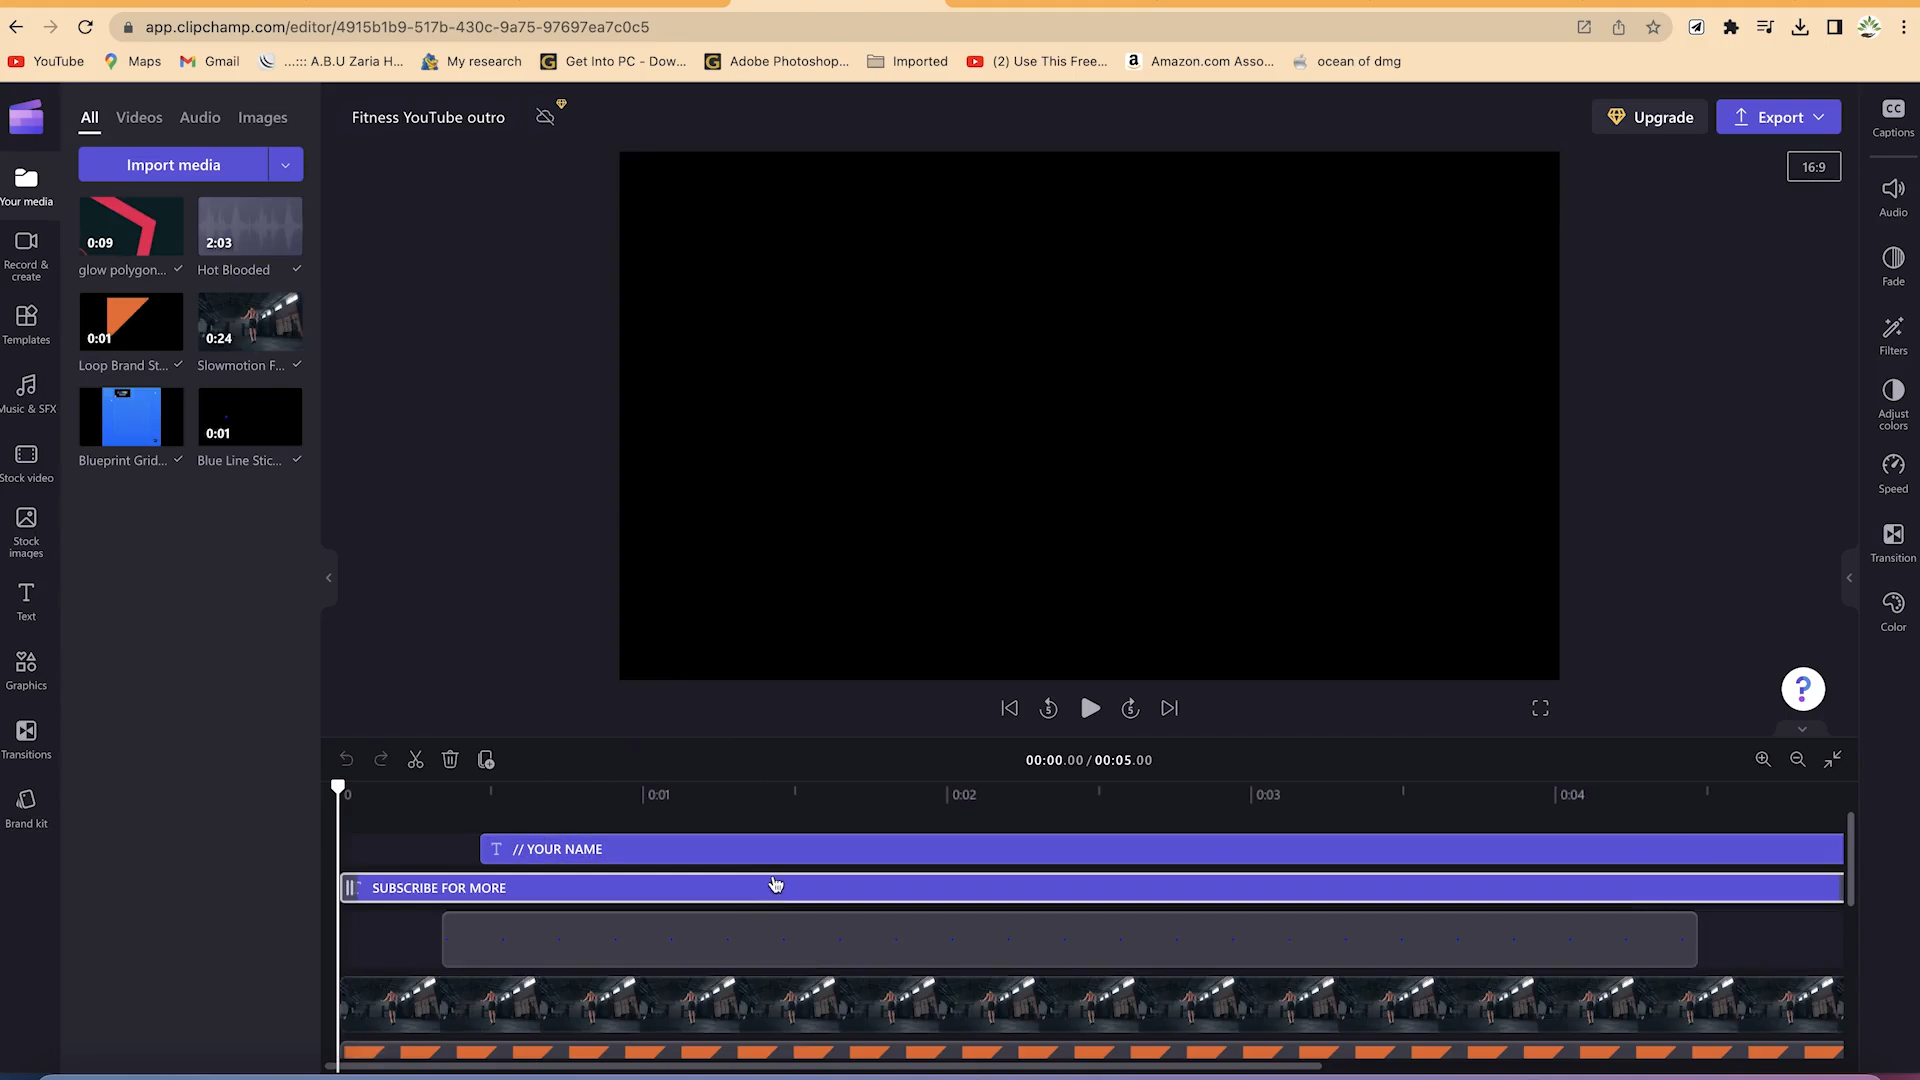 app.clipchamp.com/editor/4915b1b9-517b-430c-9a75-97697ea7c0c5
YouTube
Maps
Gmail
...::: A.B.U Zaria H...
My research
Get Into PC - Dow...
Adobe Photoshop...
Imported
(2) Use This Free...
a
Amazon.com Asso...
ocean of dmg
All
Videos
Audio
Images
Fitness YouTube outro
Upgrade
Export
CC
Captions
Import media
16:9
Your media
0:09
2:03
glow polygon...
Hot Blooded
Audio
Record & create
0:01
0:24
Fade
Templates
Loop Brand St...
Slowmotion F...
Filters
Music & SFX
0:01
Adjust colors
Blueprint Grid...
Blue Line Stic...
Stock video
Speed
Stock images
Transition
Text
Color
Graphics
5
5
?
Transitions
00:00.00 / 00:05.00
Brand kit
0
0:01
0:02
0:03
0:04
T // YOUR NAME
SUBSCRIBE FOR MORE